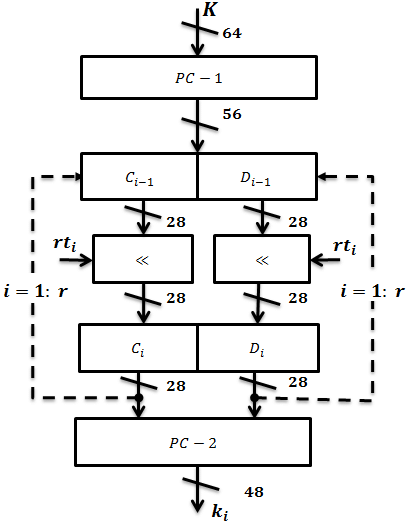 K
64
PC − 1
56
C_{i−1} D_{i−1}
28 28
rt_i ≪ ≪ rt_i
i = 1: r i = 1: r
28 28
C_i D_i
28 28
PC − 2
48
k_i